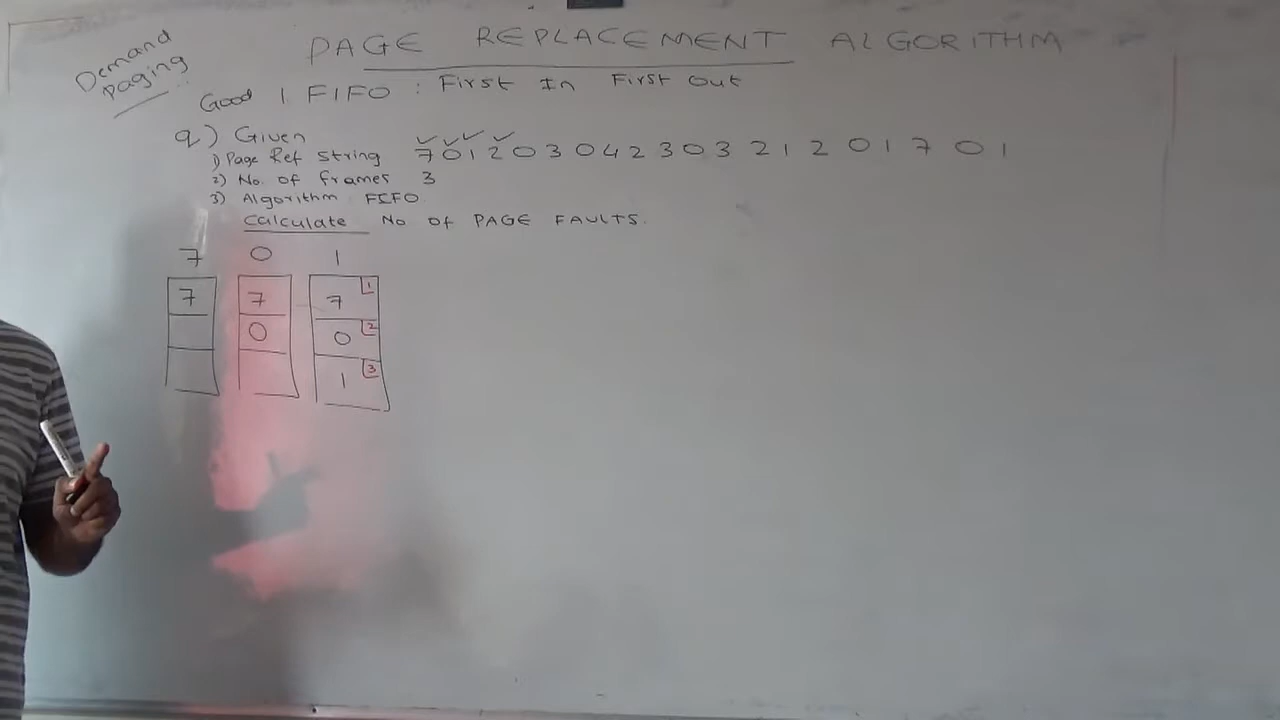 Demand
paging
PAGE REPLACEMENT ALGORITHM
Good 1 FIFO : First In First Out
q) Given
1) Page Ref String 7 0 1 2 0 3 0 4 2 3 0 3 2 1 2 0 1 7 0 1
2) No. of frames 3
3) Algorithm FIFO
Calculate No of PAGE FAULTS.
7 0 1
7 7 7 1
0 0 2
1 3